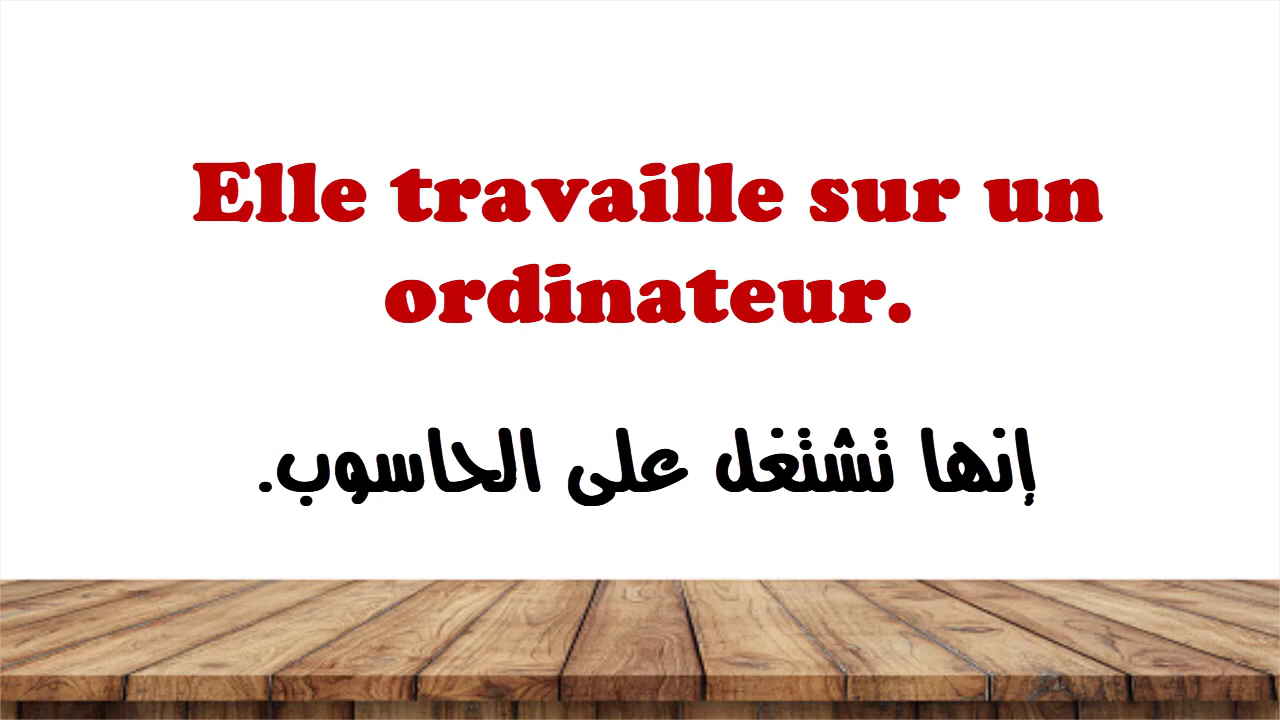 Elle travaille sur un
ordinateur.
إنها تشتغل على الحاسوب.